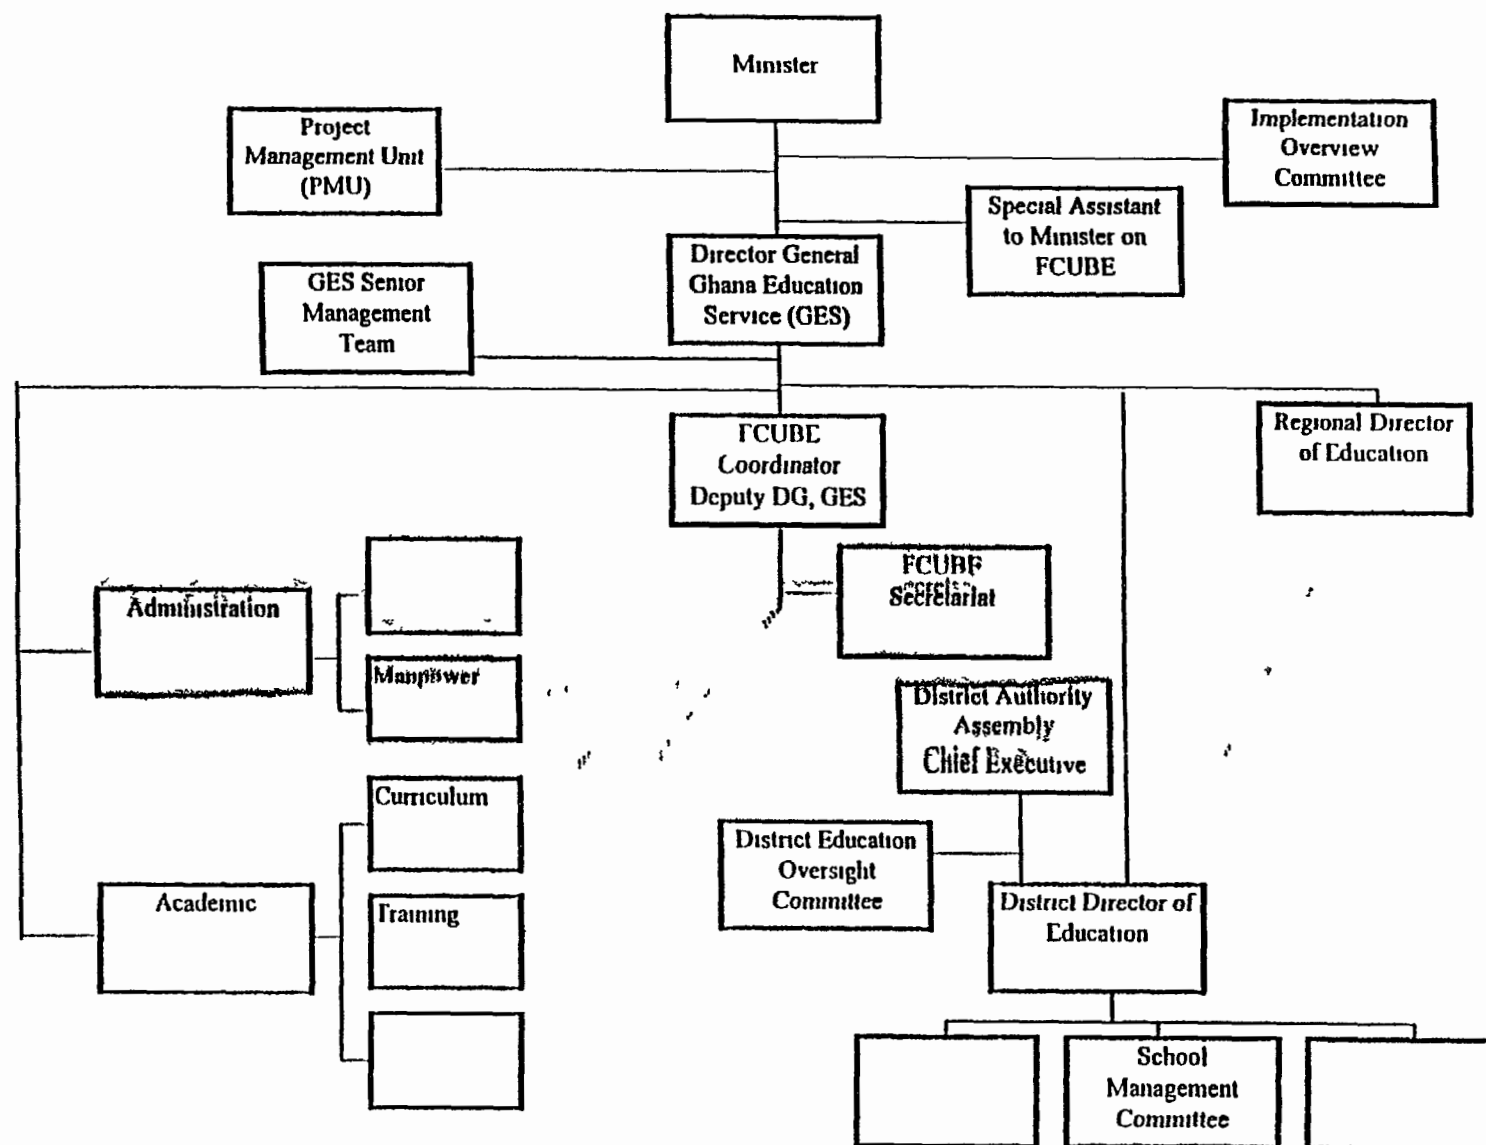 Minister
Project
Management Unit
(PMU)
Implementation
Overview
Committee
Special Assistant
to Minister on
FCUBE
Director General
Ghana Education
Service (GES)
GES Senior
Management
Team
FCUBE
Coordinator
Deputy DG, GES
Regional Director
of Education
FCUBE
Secretariat
Administration
Manpower
District Authority
Assembly
Chief Executive
Curriculum
District Education
Oversight
Committee
Academic
Training
District Director of
Education
School
Management
Committee